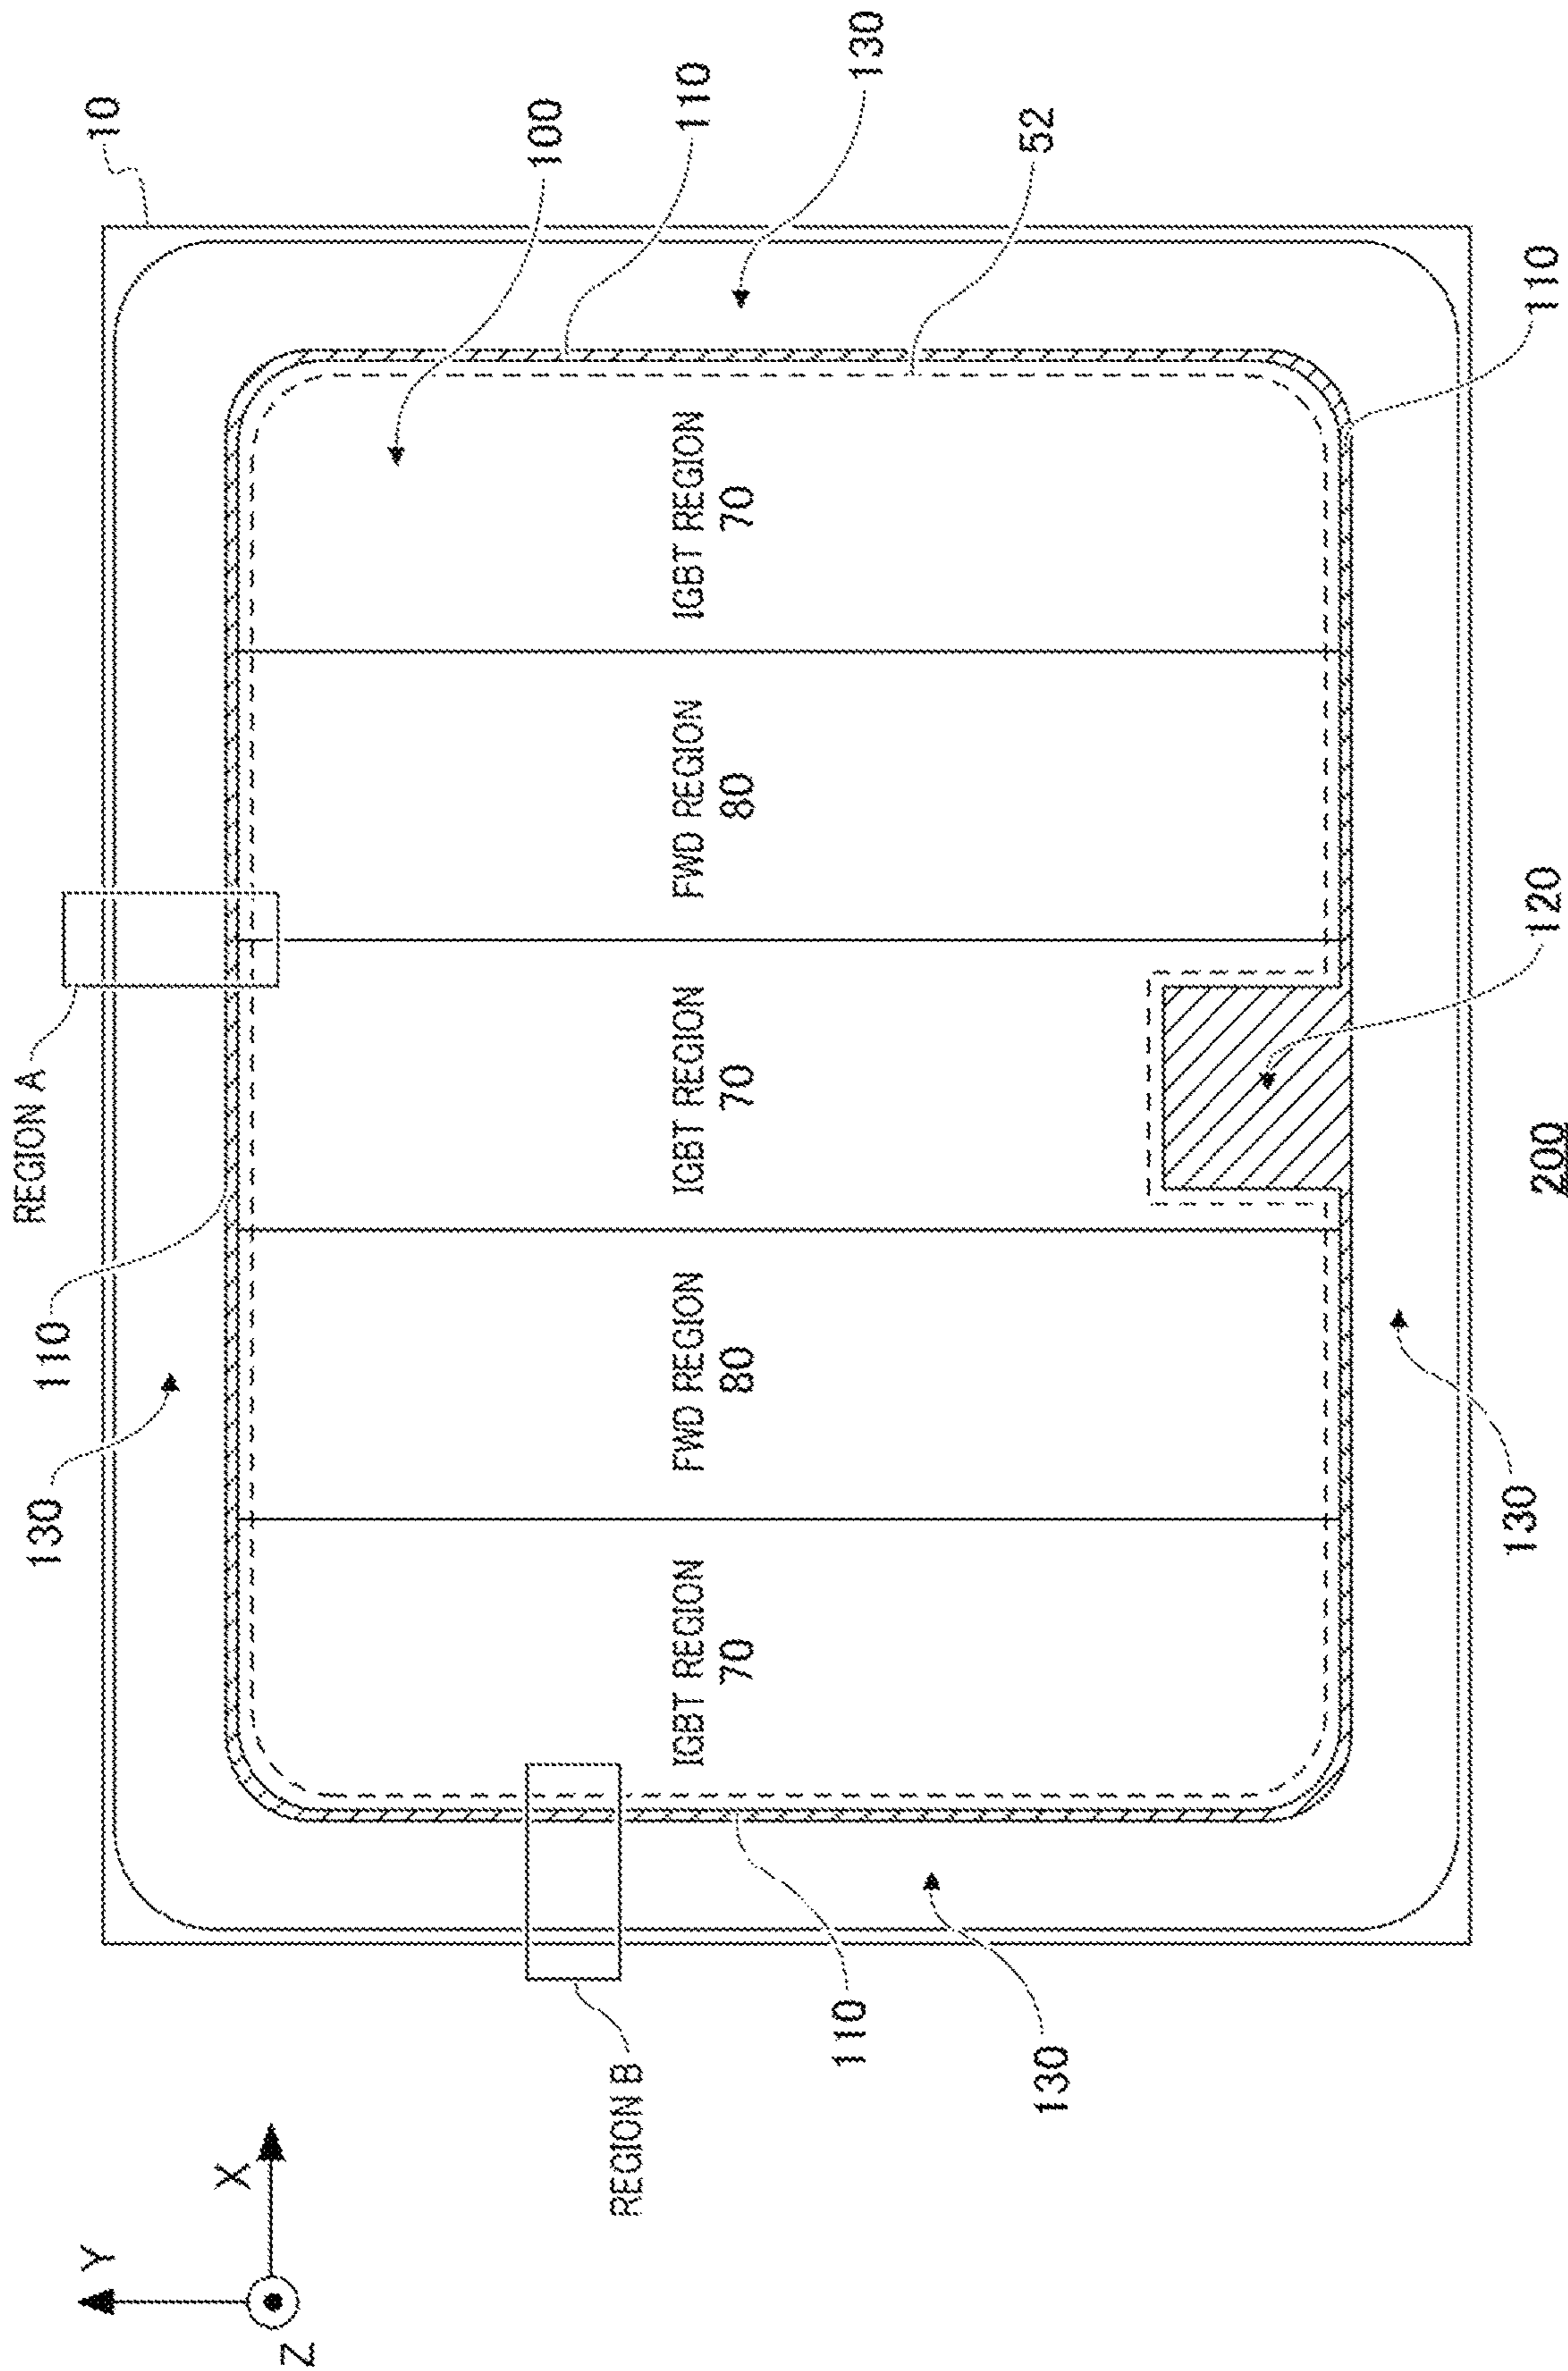 REGION A
130
110
Y
10
X
Z
100
REGION B
110
IGBT REGION
70
FWD REGION
80
IGBT REGION
70
FWD REGION
80
IGBT REGION
70
110
130
130
52
130
200
120
110